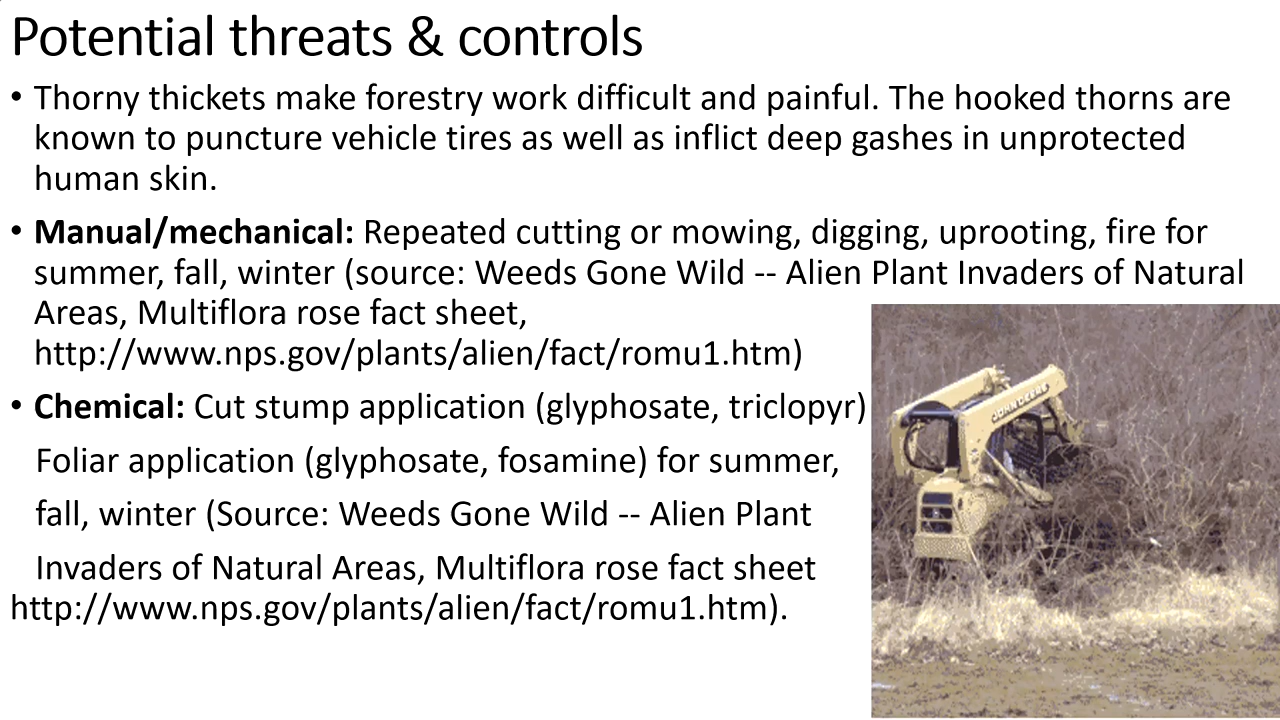 Potential threats & controls
• Thorny thickets make forestry work difficult and painful. The hooked thorns are
known to puncture vehicle tires as well as inflict deep gashes in unprotected
human skin.
• Manual/mechanical: Repeated cutting or mowing, digging, uprooting, fire for
summer, fall, winter (source: Weeds Gone Wild -- Alien Plant Invaders of Natural
Areas, Multiflora rose fact sheet,
http://www.nps.gov/plants/alien/fact/romu1.htm)
• Chemical: Cut stump application (glyphosate, triclopyr)
Foliar application (glyphosate, fosamine) for summer,
fall, winter (Source: Weeds Gone Wild -- Alien Plant
Invaders of Natural Areas, Multiflora rose fact sheet
http://www.nps.gov/plants/alien/fact/romu1.htm).
JOHN DEERE